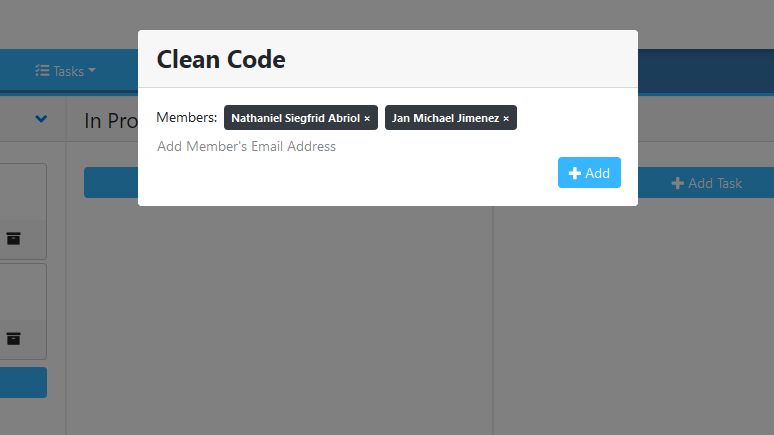 Clean Code
Tasks
Members: Nathaniel Siegfrid Abriol × Jan Michael Jimenez ×
In Pro
Add Member's Email Address
Add
Add Task